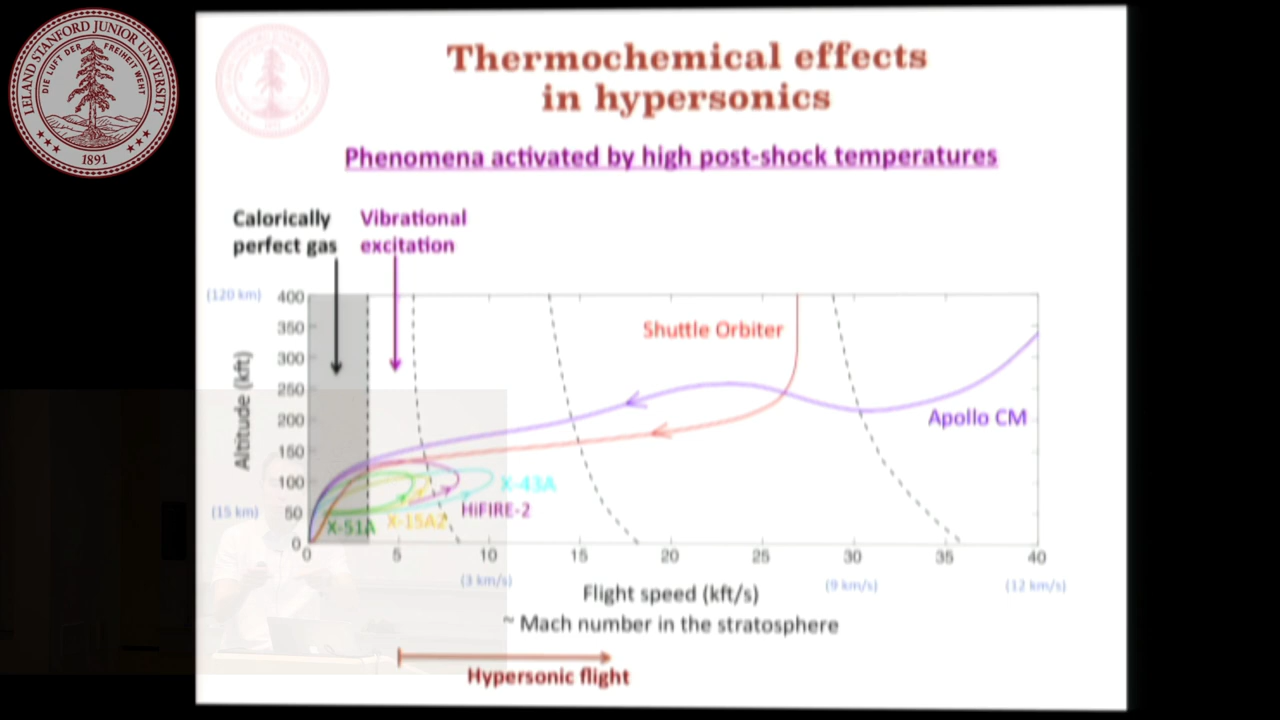 LELAND STANFORD JUNIOR UNIVERSITY
DIE LUFT DER FREIHEIT WEHT
1891
Thermochemical effects
in hypersonics
Phenomena activated by high post-shock temperatures
Calorically
perfect gas
Vibrational
excitation
(120 km)
400
350
300
250
200
150
100
50
0
(15 km)
Altitude (kft)
Shuttle Orbiter
Apollo CM
X-43A
HiFIRE-2
X-15A2
X-51A
0 5 10 15 20 25 30 35 40
(3 km/s) (9 km/s) (12 km/s)
Flight speed (kft/s)
~ Mach number in the stratosphere
Hypersonic flight